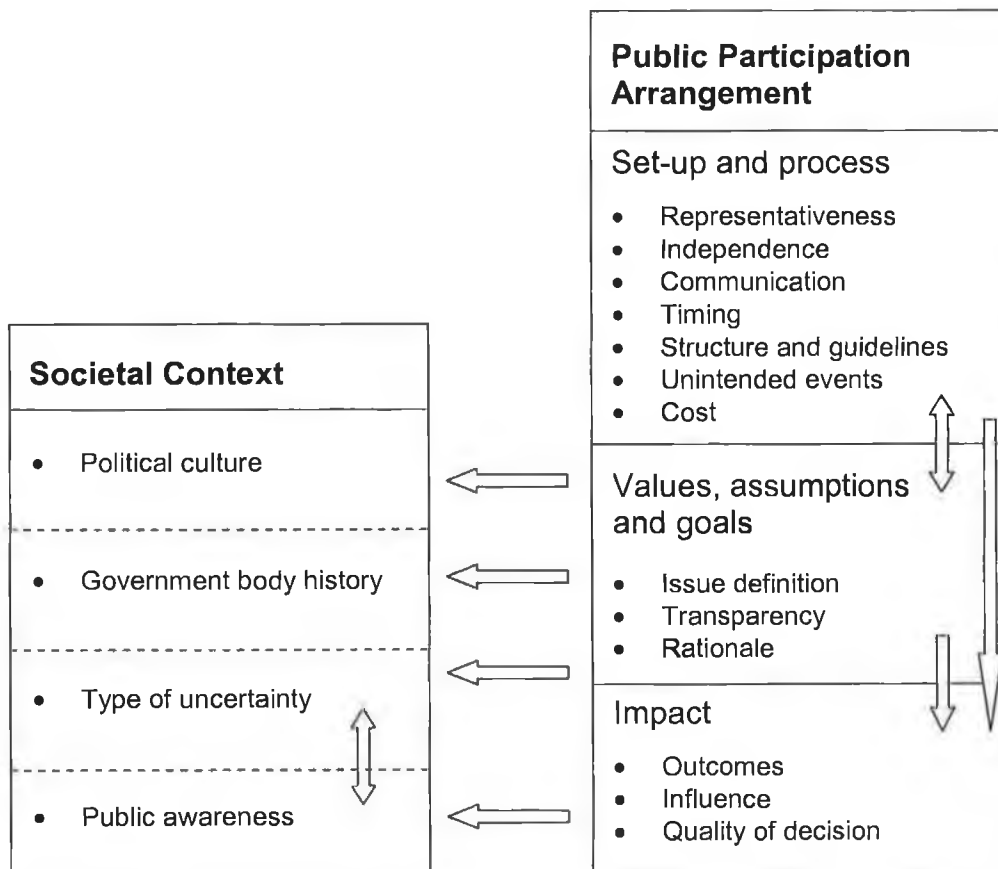 Public Participation
Arrangement
Set-up and process
• Representativeness
• Independence
• Communication
• Timing
• Structure and guidelines
• Unintended events
• Cost
Values, assumptions
and goals
• Issue definition
• Transparency
• Rationale
Impact
• Outcomes
• Influence
• Quality of decision
Societal Context
• Political culture
• Government body history
• Type of uncertainty
• Public awareness